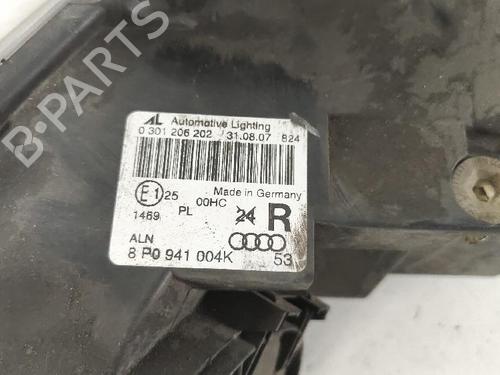 AL Automotive Lighting
0 301 206 202 31.08.07 824
Made in Germany
E1 25 00HC
1469 PL 24 R
ALN
8 P0 941 004K 53
B-PARTS